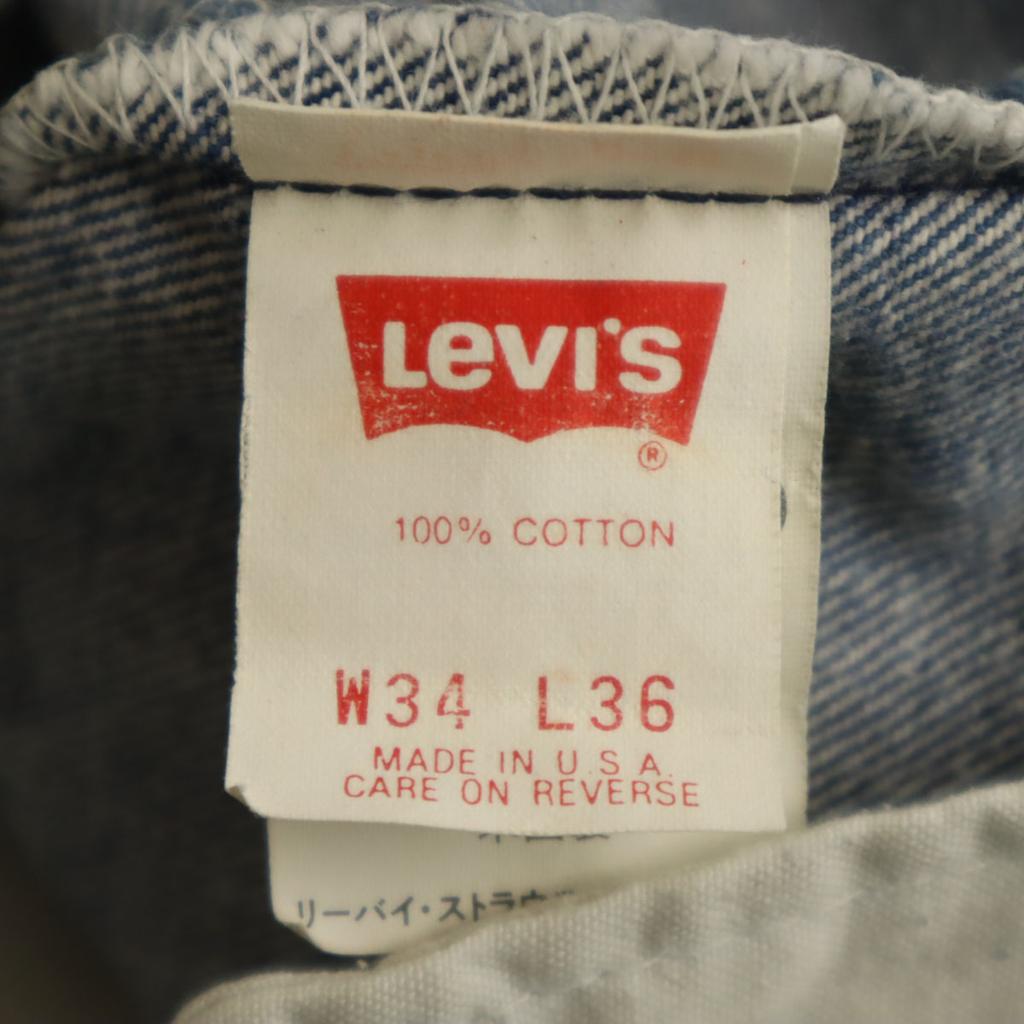 Levi's
®
100% COTTON
W34 L36
MADE IN U.S.A.
CARE ON REVERSE
リーバイ・ストラウ